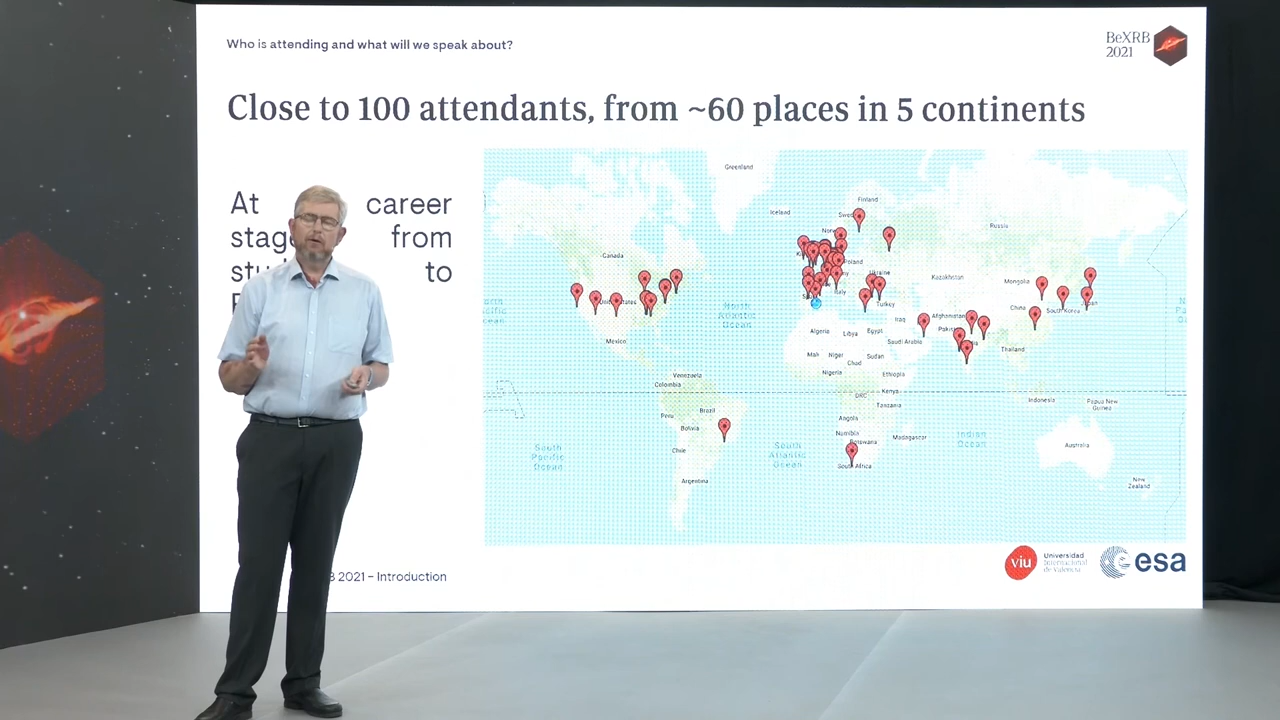 Who is attending and what will we speak about?
BeXRB
2021
Close to 100 attendants, from ~60 places in 5 continents
At career
from
to
Greenland
Finland
Iceland
Russia
Canada
Poland
Ukraine
Kazakhstan
Mongolia
Italy
North
Atlantic
Ocean
Turkey
China
South Korea
Japan
Iraq
Afghanistan
Algeria
Libya
Egypt
Saudi Arabia
Mexico
Thailand
Mali
Niger
Sudan
Chad
Nigeria
Ethiopia
Venezuela
Colombia
Kenya
DRC
Indonesia
Papua New
Guinea
Tanzania
Peru
Brazil
Angola
Bolivia
Namibia
Botswana
Madagascar
Indian
Ocean
Australia
South
Pacific
Ocean
Chile
South
Atlantic
Ocean
South Africa
Argentina
New
Zealand
viu
Universidad
Internacional
de Valencia
esa
2021 – Introduction